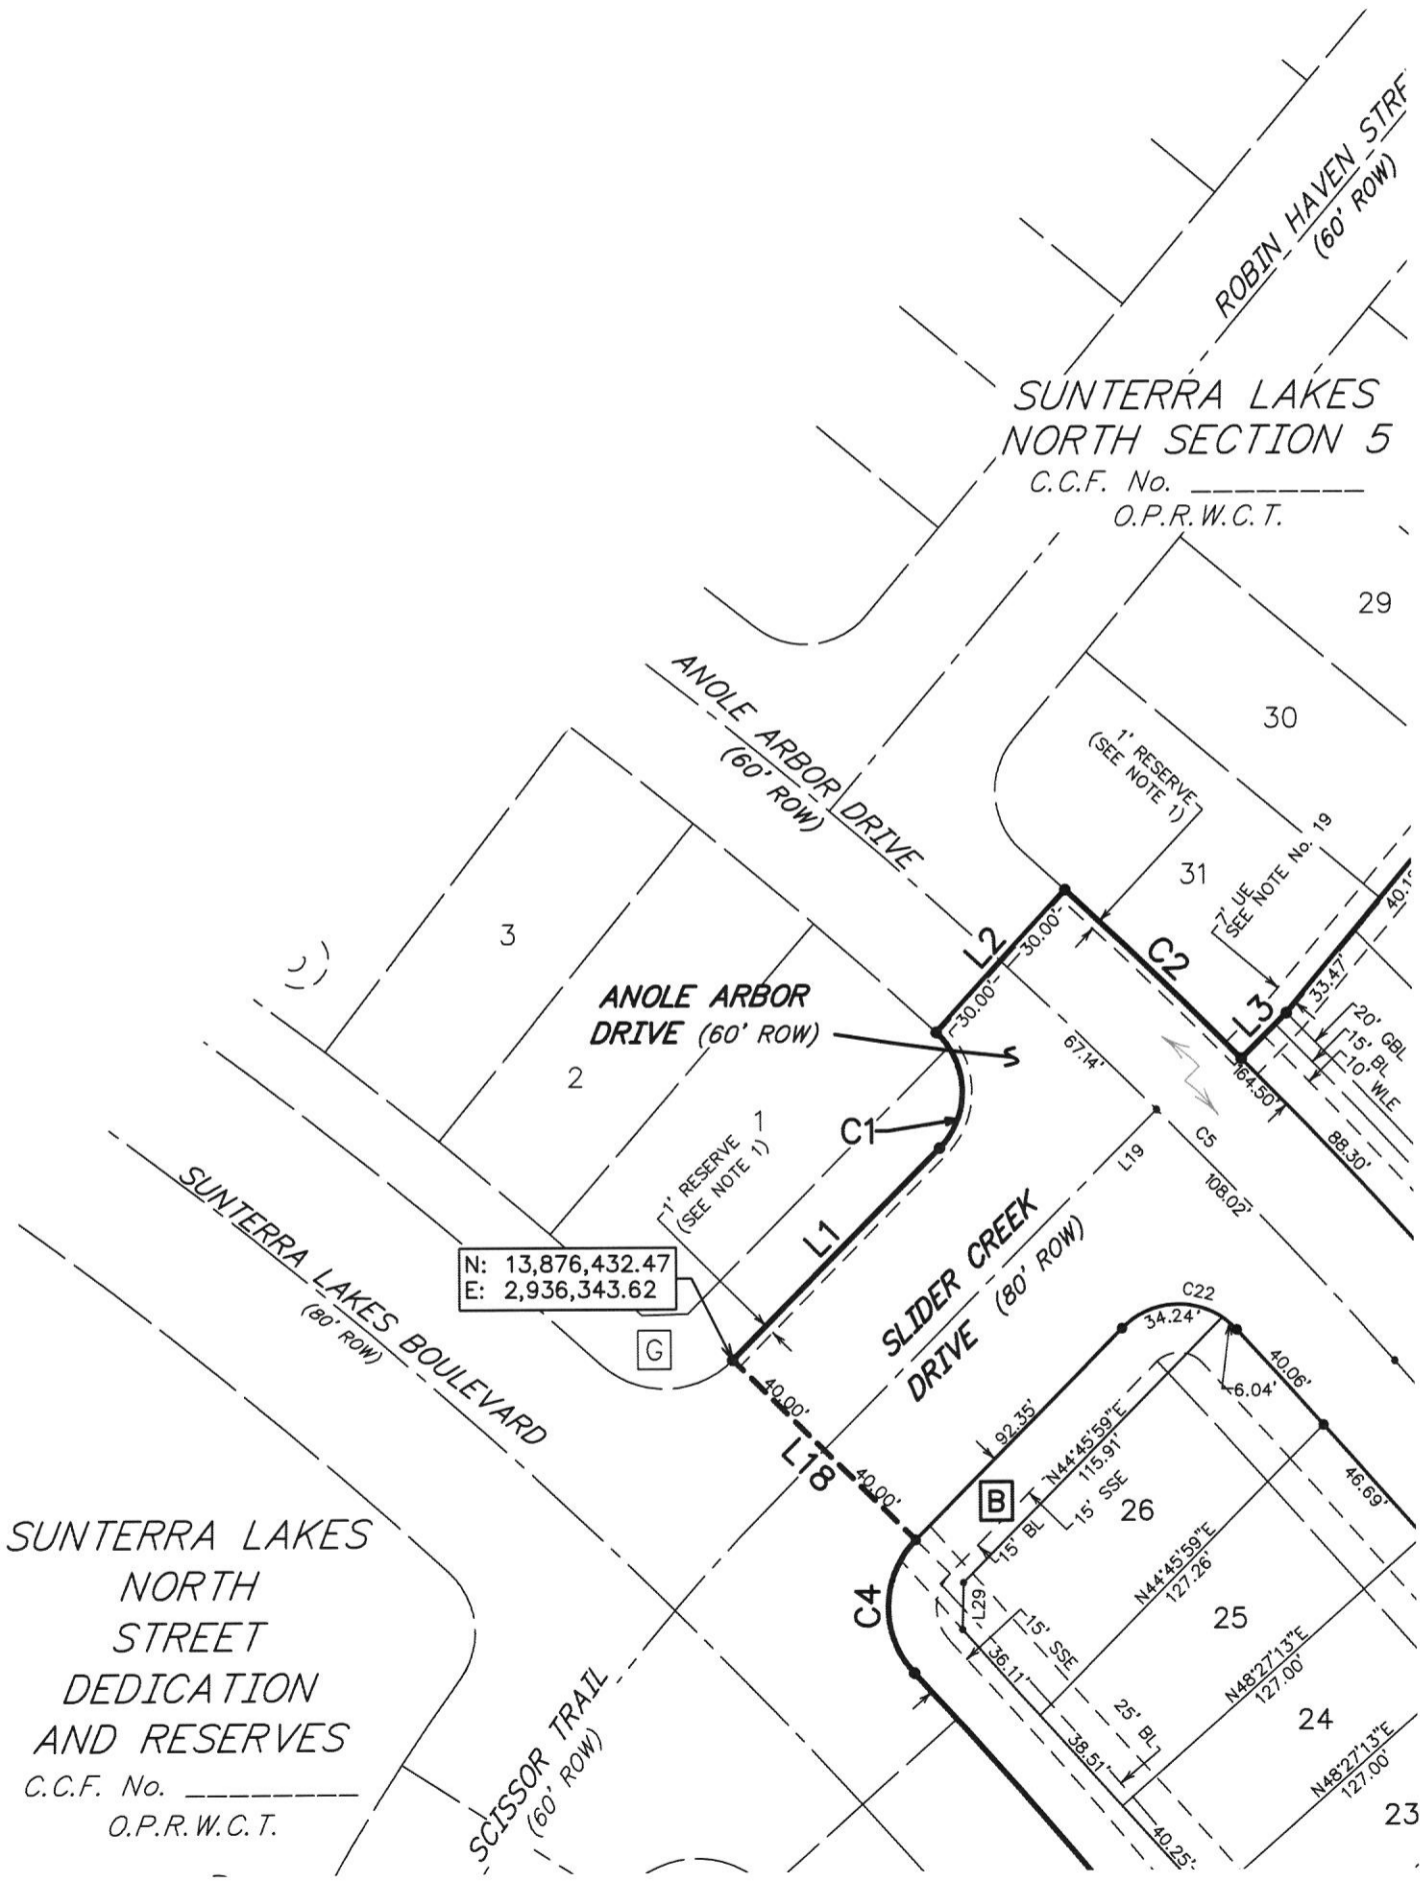 ROBIN HAVEN
(60' ROW)
SUNTERRA LAKES
NORTH SECTION 5
C.C.F. No. _________
O.P.R.W.C.T.
29
30
31
1' RESERVE
(SEE NOTE 1)
7' UE
SEE NOTE No. 19
ANOLE ARBOR DRIVE
(60' ROW)
L2
30.00'
30.00'
C2
L3
33.47'
20' GBL
15' BL
10' WLE
3
2
1
ANOLE ARBOR
DRIVE (60' ROW)
67.14'
164.50'
88.30'
C1
C5
L19
108.02'
1' RESERVE
(SEE NOTE 1)
L1
SLIDER CREEK
DRIVE (80' ROW)
N: 13,876,432.47
E: 2,936,343.62
G
SUNTERRA LAKES BOULEVARD
(80' ROW)
40.00'
L18
40.00'
C22
34.24'
6.04'
40.06'
46.69'
92.35'
N44°45'59"E
115.91'
15' SSE
B
15' BL
26
N44°45'59"E
127.26'
25
N48°27'13"E
127.00'
24
N48°27'13"E
127.00'
23
C4
L29
15' SSE
36.11'
25' BL
38.51'
40.25'
SUNTERRA LAKES
NORTH
STREET
DEDICATION
AND RESERVES
C.C.F. No. _________
O.P.R.W.C.T.
SCISSOR TRAIL
(60' ROW)